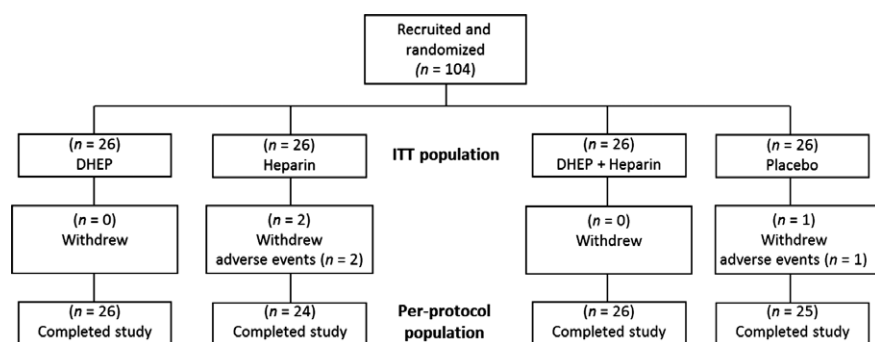 Recruited and
randomized
(n = 104)
(n = 26)
DHEP
(n = 26)
Heparin
ITT population
(n = 26)
DHEP + Heparin
(n = 26)
Placebo
(n = 0)
Withdrew
(n = 2)
Withdrew
adverse events (n = 2)
(n = 0)
Withdrew
(n = 1)
Withdrew
adverse events (n = 1)
(n = 26)
Completed study
(n = 24)
Completed study
Per-protocol
population
(n = 26)
Completed study
(n = 25)
Completed study